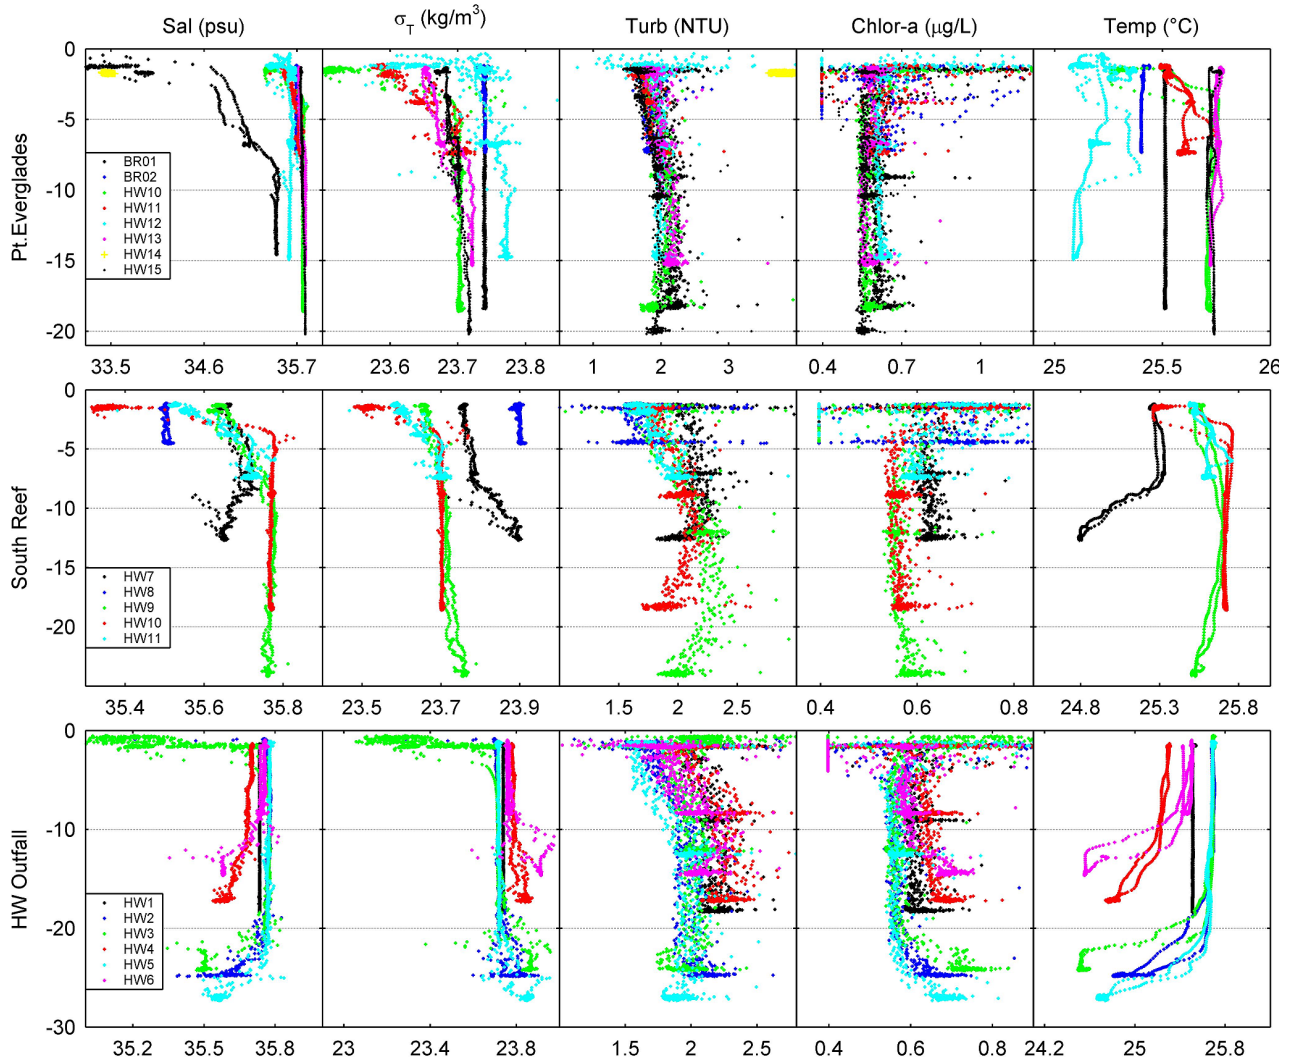 Sal (psu) σT (kg/m³) Turb (NTU) Chlor-a (μg/L) Temp (°C)
Pt.Everglades
0
-5
-10
-15
-20
BR01
BR02
HW10
HW11
HW12
HW13
HW14
HW15
33.5 34.6 35.7 23.6 23.7 23.8 1 2 3 0.4 0.7 1 25 25.5 26
South Reef
0
-5
-10
-15
-20
HW7
HW8
HW9
HW10
HW11
35.4 35.6 35.8 23.5 23.7 23.9 1.5 2 2.5 0.4 0.6 0.8 24.8 25.3 25.8
HW Outfall
0
-10
-20
-30
HW1
HW2
HW3
HW4
HW5
HW6
35.2 35.5 35.8 23 23.4 23.8 1.2 2 2.5 0.4 0.6 0.8 24.2 25 25.8